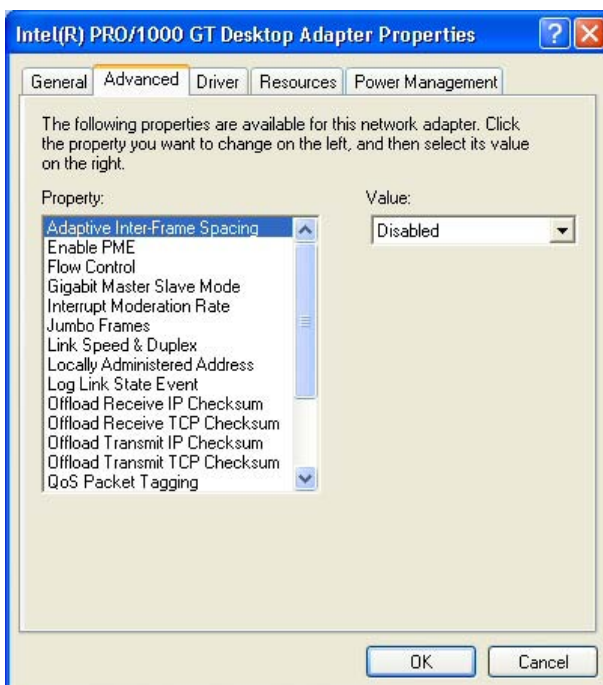 Intel(R) PRO/1000 GT Desktop Adapter Properties
General Advanced Driver Resources Power Management
The following properties are available for this network adapter. Click
the property you want to change on the left, and then select its value
on the right.
Property:
Value:
Adaptive Inter-Frame Spacing
Disabled
Enable PME
Flow Control
Gigabit Master Slave Mode
Interrupt Moderation Rate
Jumbo Frames
Link Speed & Duplex
Locally Administered Address
Log Link State Event
Offload Receive IP Checksum
Offload Receive TCP Checksum
Offload Transmit IP Checksum
Offload Transmit TCP Checksum
QoS Packet Tagging
OK
Cancel